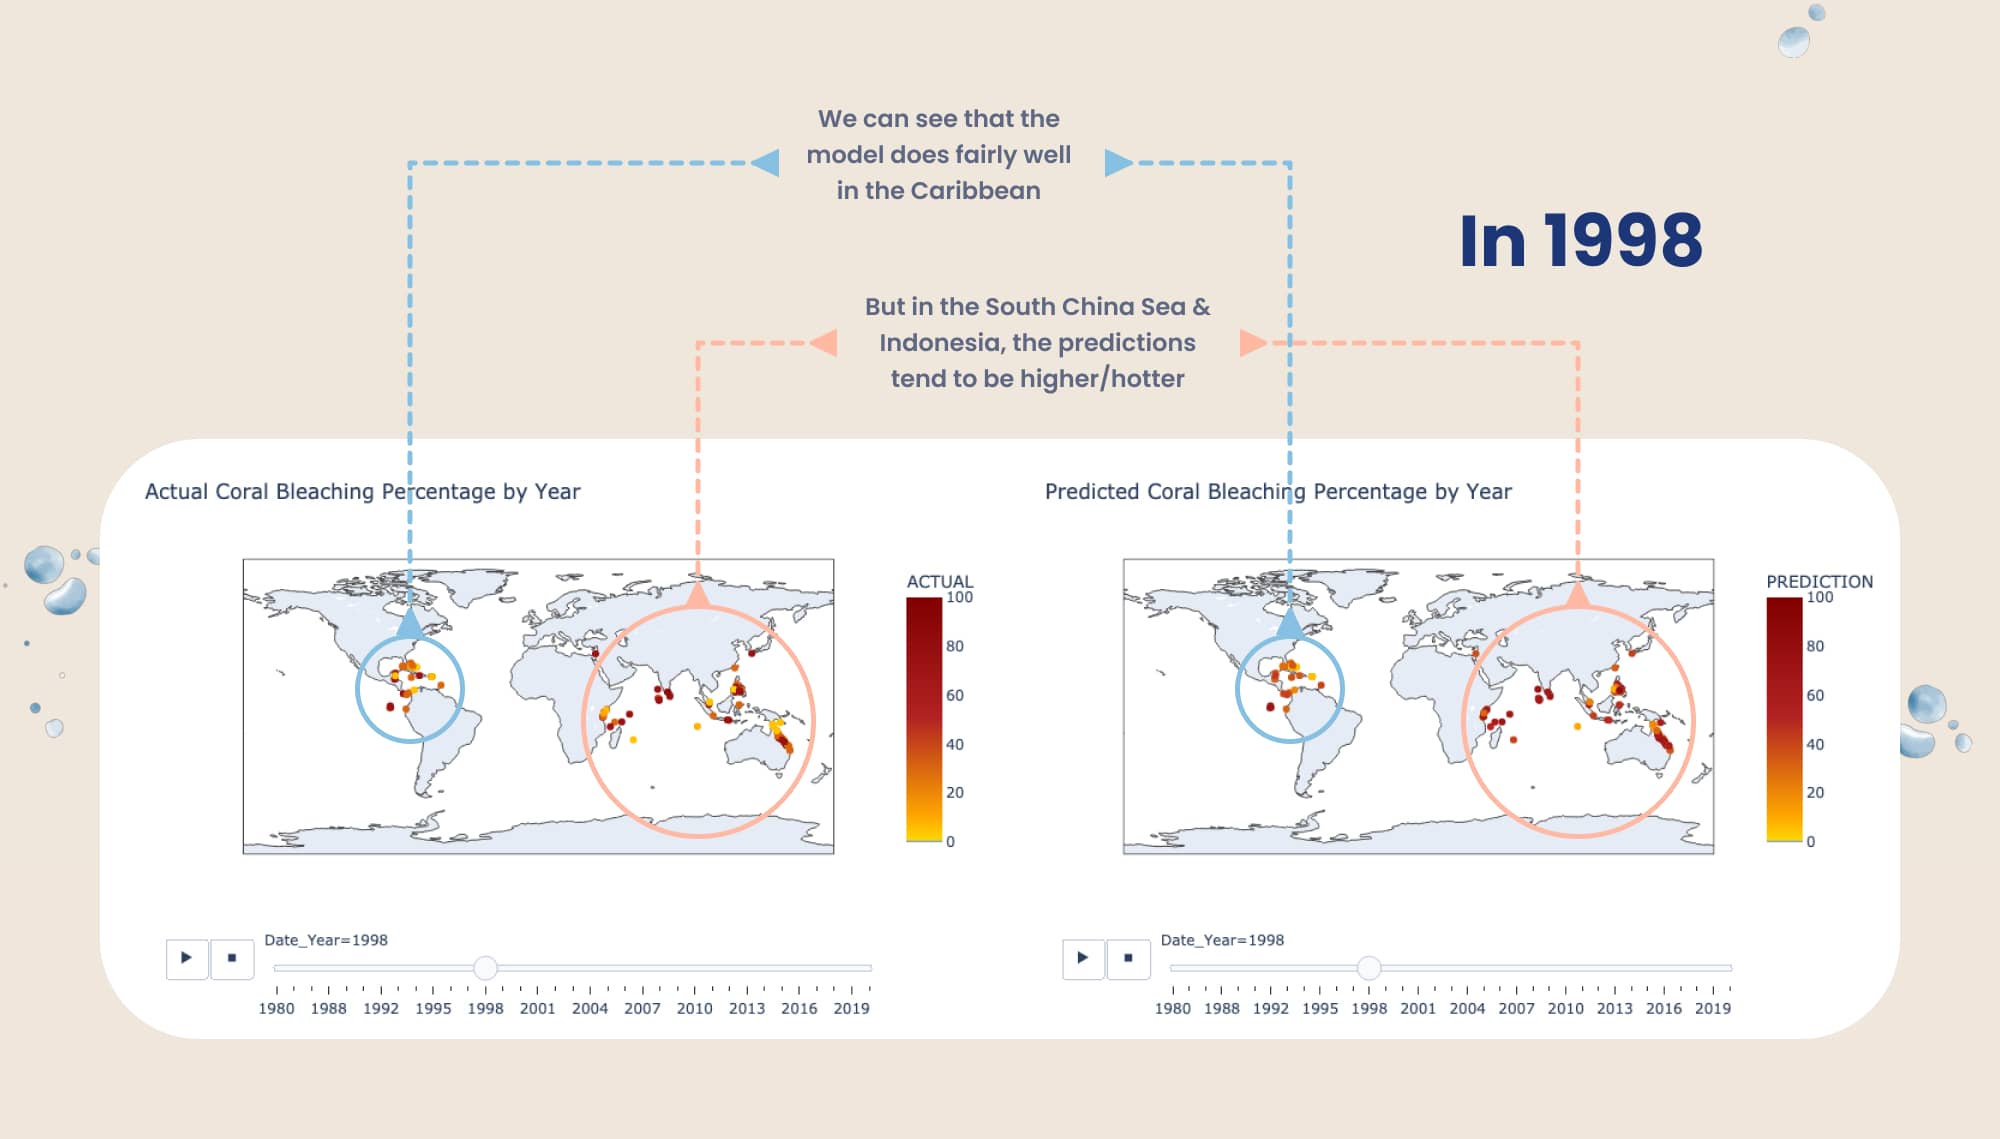 We can see that the
model does fairly well
in the Caribbean
In 1998
But in the South China Sea &
Indonesia, the predictions
tend to be higher/hotter
Actual Coral Bleaching Percentage by Year
ACTUAL
100
80
60
40
20
0
Date_Year=1998
1980 1988 1992 1995 1998 2001 2004 2007 2010 2013 2016 2019
Predicted Coral Bleaching Percentage by Year
PREDICTION
100
80
60
40
20
0
Date_Year=1998
1980 1988 1992 1995 1998 2001 2004 2007 2010 2013 2016 2019